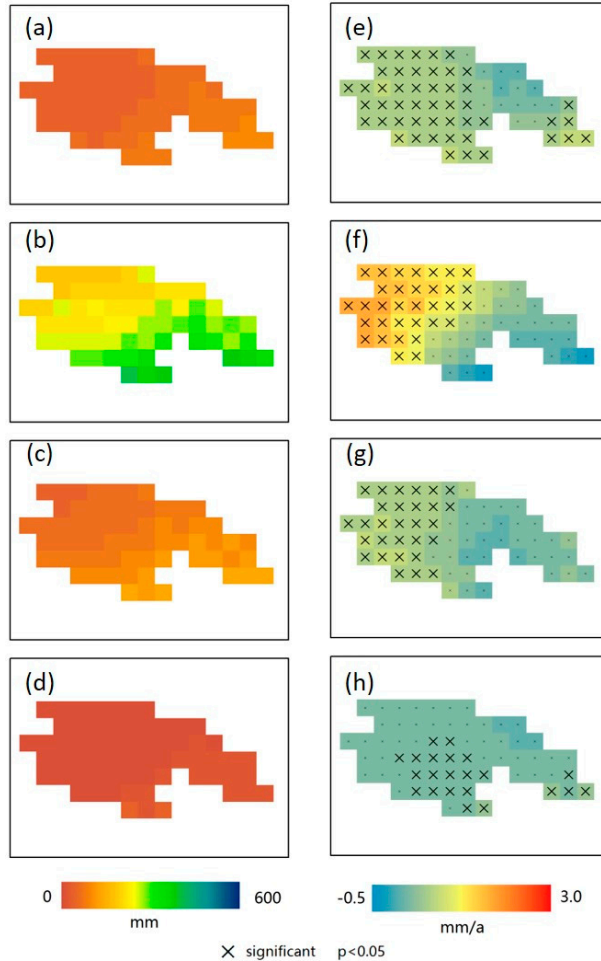 (a) (e)
(b) (f)
(c) (g)
(d) (h)
0 600 -0.5 3.0
mm mm/a
× significant p<0.05